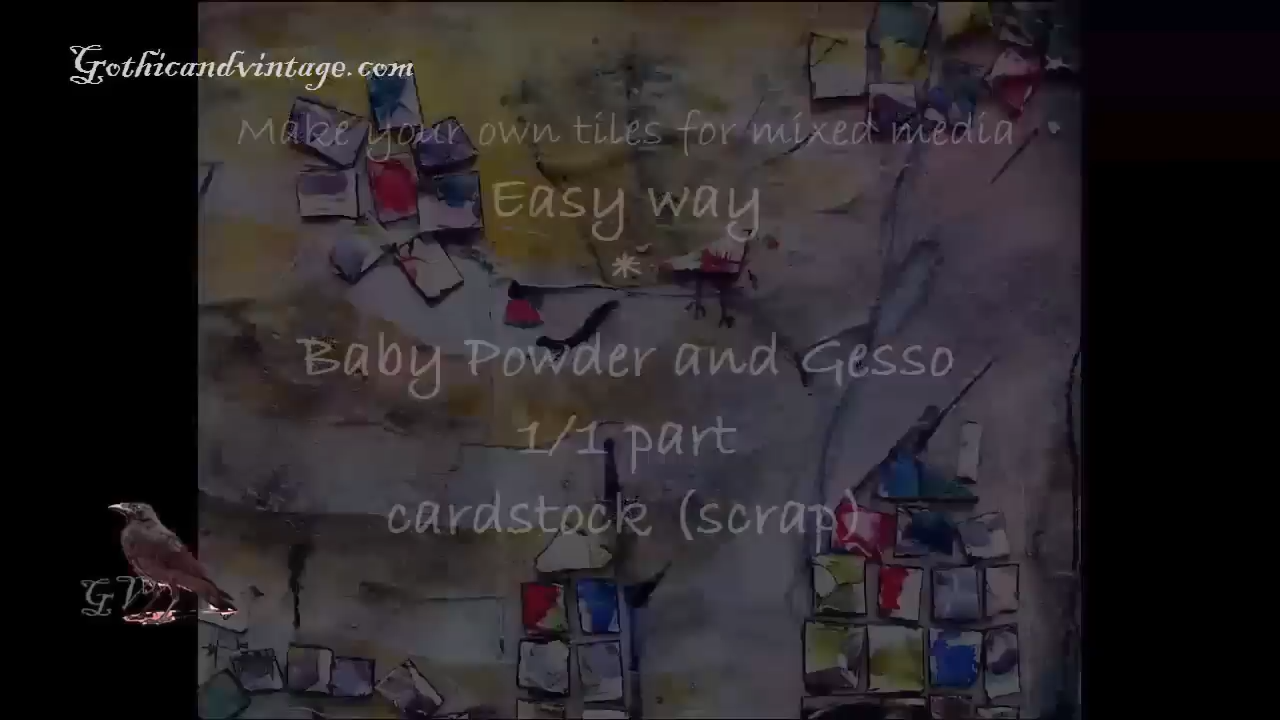 Gothicandvintage.com
Make your own tiles for mixed media
Easy way
*
Baby Powder and Gesso
1/1 part
cardstock (scrap)
GV